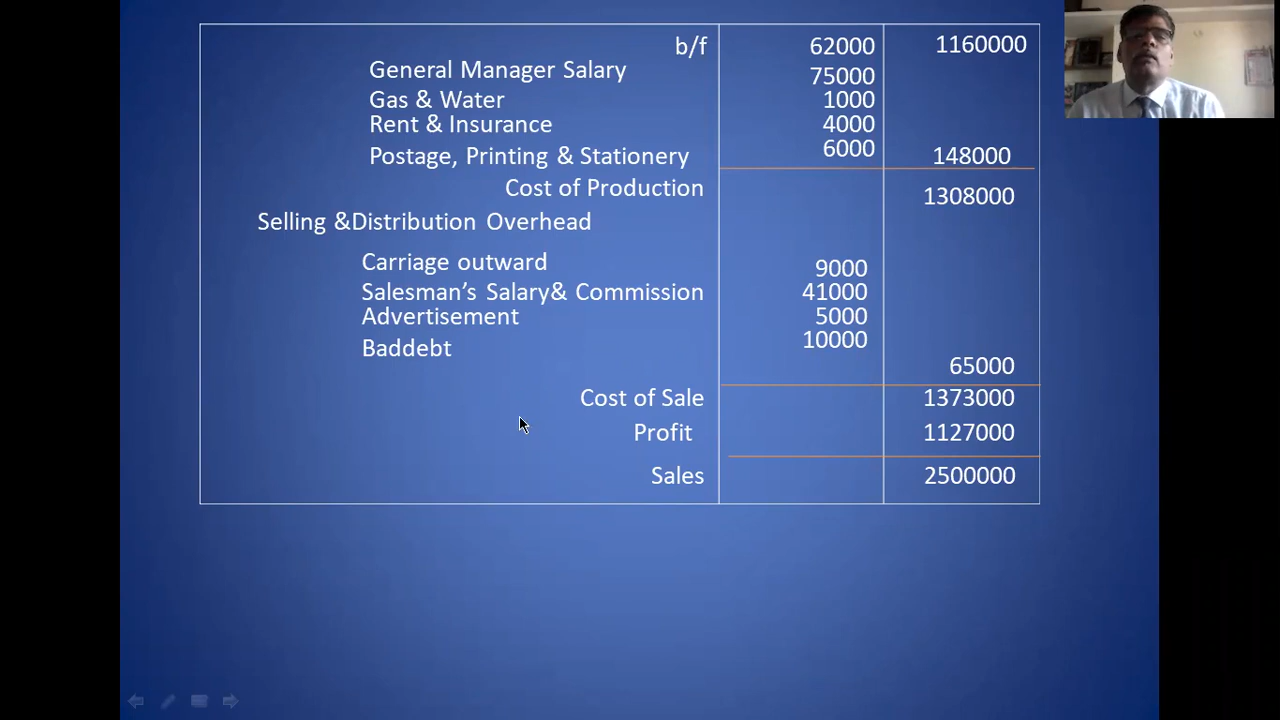 b/f 62000 1160000
General Manager Salary 75000
Gas & Water 1000
Rent & Insurance 4000
Postage, Printing & Stationery 6000 148000
Cost of Production 1308000
Selling &Distribution Overhead
Carriage outward 9000
Salesman’s Salary& Commission 41000
Advertisement 5000
Baddebt 10000
65000
Cost of Sale 1373000
Profit 1127000
Sales 2500000